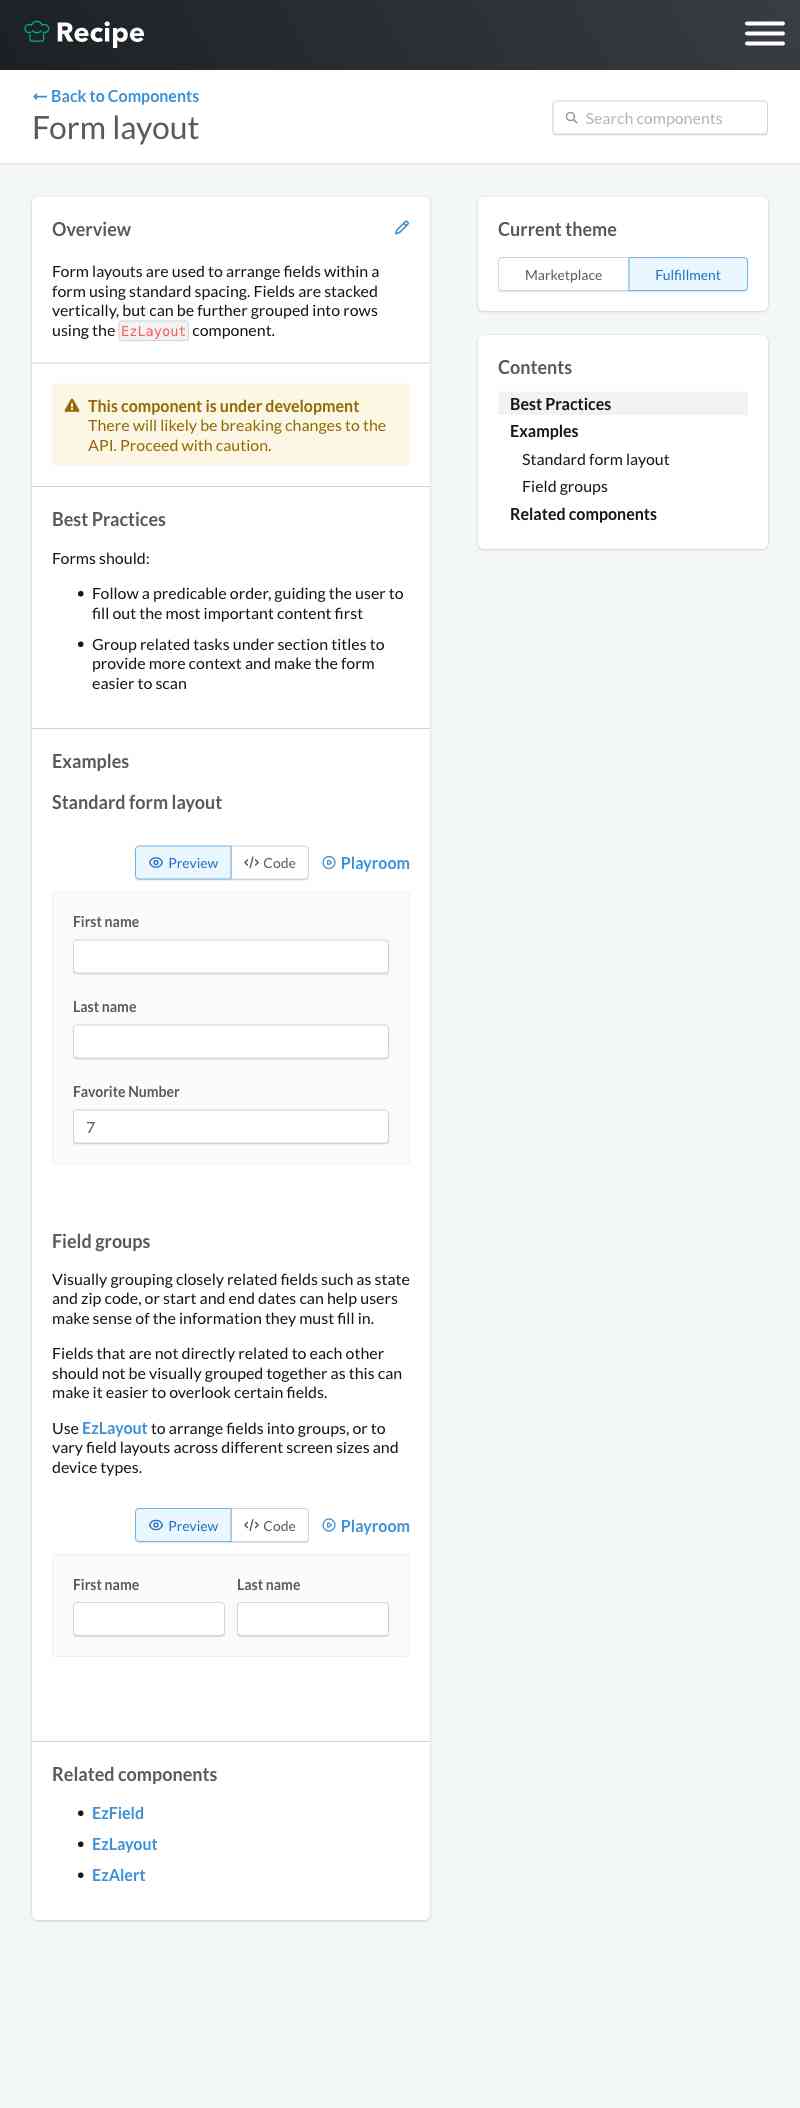 Recipe
← Back to Components
Form layout
Search components
Overview
Form layouts are used to arrange fields within a
form using standard spacing. Fields are stacked
vertically, but can be further grouped into rows
using the EzLayout component.
This component is under development
There will likely be breaking changes to the
API. Proceed with caution.
Best Practices
Forms should:
• Follow a predicable order, guiding the user to
fill out the most important content first
• Group related tasks under section titles to
provide more context and make the form
easier to scan
Examples
Standard form layout
Preview </> Code Playroom
First name
Last name
Favorite Number
7
Field groups
Visually grouping closely related fields such as state
and zip code, or start and end dates can help users
make sense of the information they must fill in.
Fields that are not directly related to each other
should not be visually grouped together as this can
make it easier to overlook certain fields.
Use EzLayout to arrange fields into groups, or to
vary field layouts across different screen sizes and
device types.
Preview </> Code Playroom
First name Last name
Related components
• EzField
• EzLayout
• EzAlert
Current theme
Marketplace Fulfillment
Contents
Best Practices
Examples
Standard form layout
Field groups
Related components